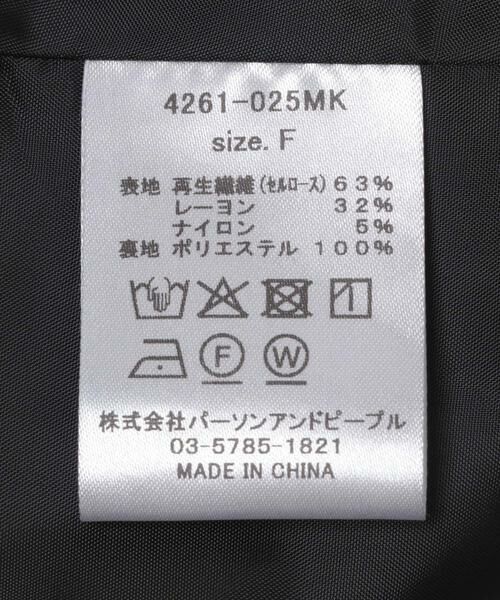 4261-025MK
size. F
表地 再生繊維(ｾﾙﾛｰｽﾞ) 63%
レーヨン 32%
ナイロン 5%
裏地 ポリエステル 100%
F W
株式会社パーソンアンドピープル
03-5785-1821
MADE IN CHINA